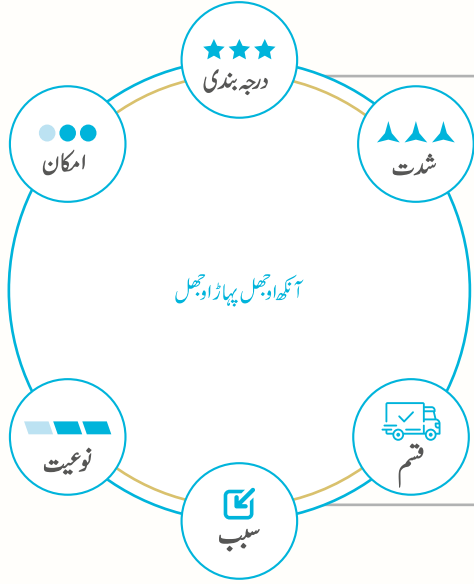 درجہ بندی
شدت
امکان
آنکھ اوجھل پہاڑ اوجھل
قسم
نوعیت
سبب